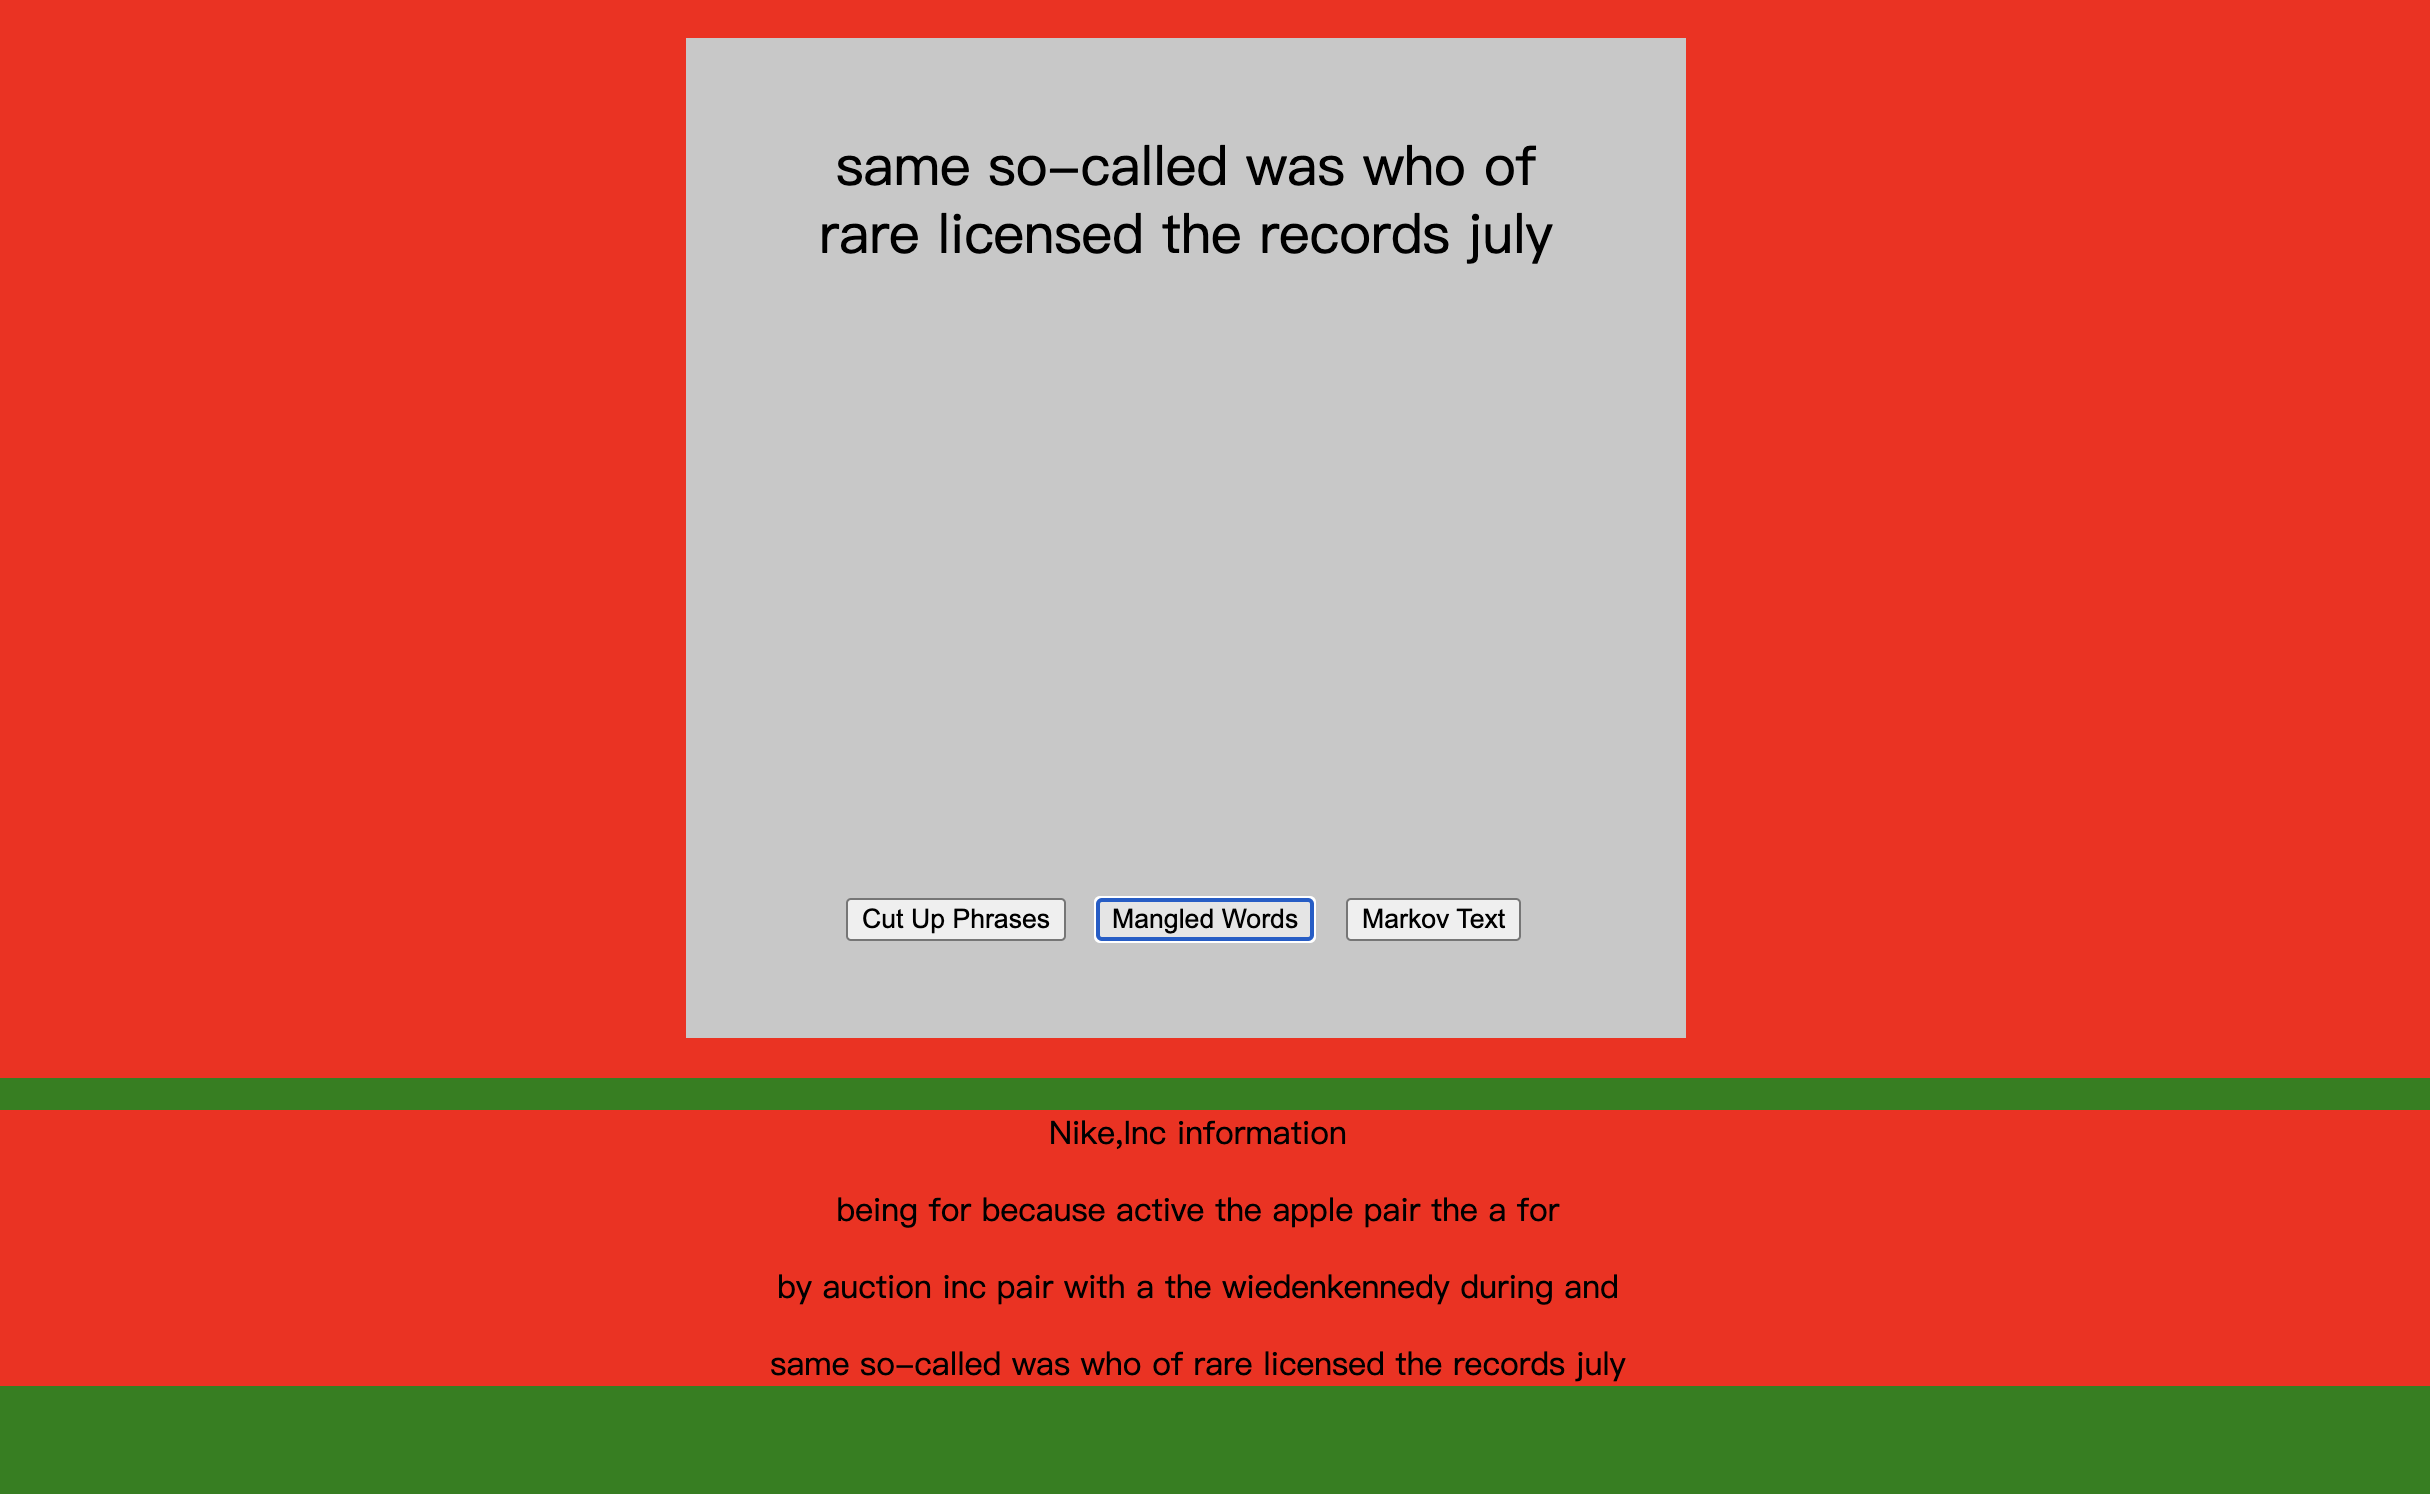 same so–called was who of
rare licensed the records july
Cut Up Phrases
Mangled Words
Markov Text
Nike,Inc information
being for because active the apple pair the a for
by auction inc pair with a the wiedenkennedy during and
same so–called was who of rare licensed the records july